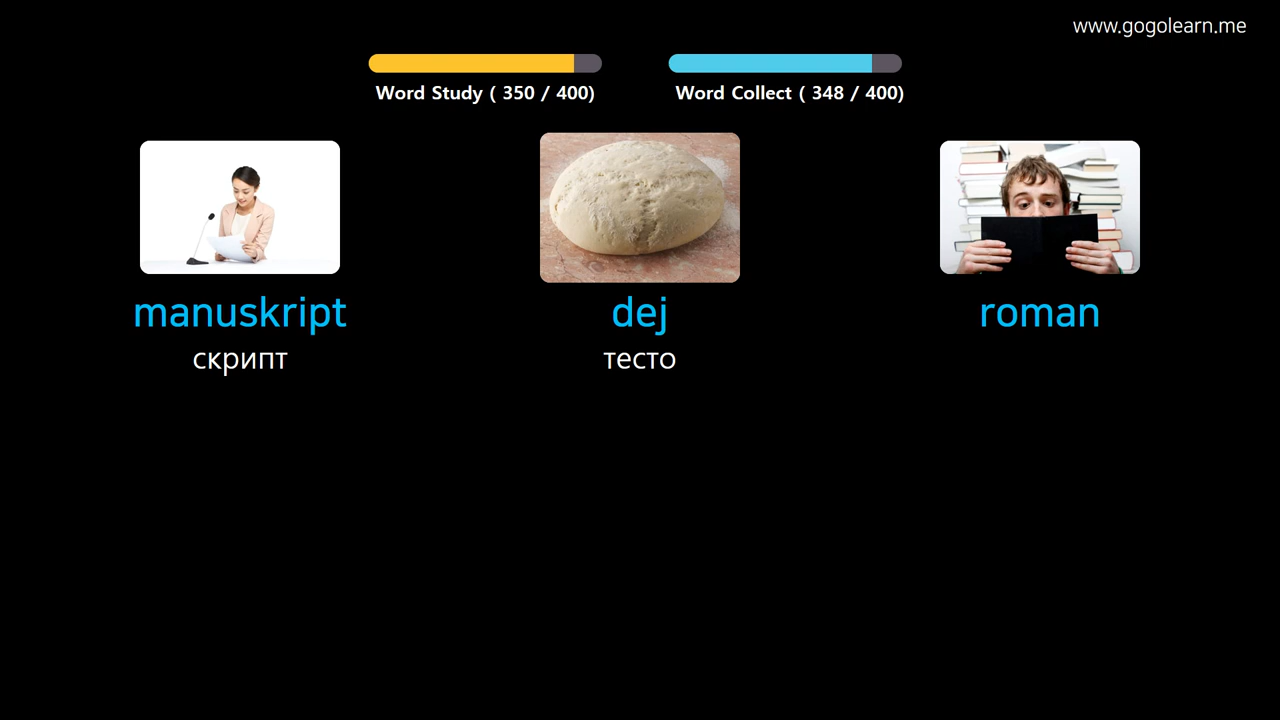 www.gogolearn.me
Word Study ( 350 / 400)
Word Collect ( 348 / 400)
manuskript
dej
roman
скрипт
тесто